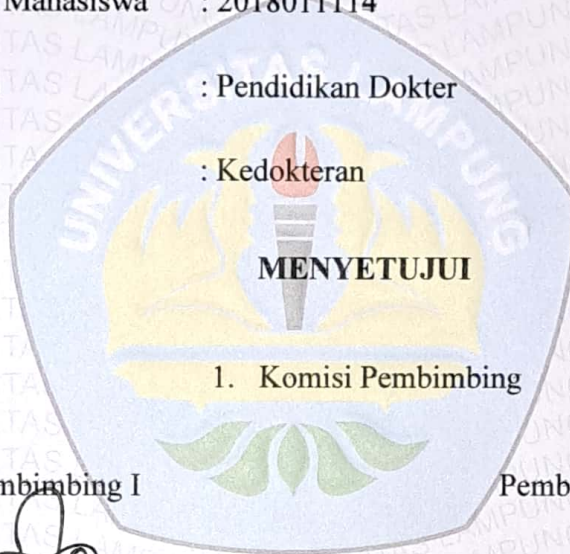 Mahasiswa : 2018011114
: Pendidikan Dokter
UNIVERSITAS LAMPUNG
: Kedokteran
MENYETUJUI
1. Komisi Pembimbing
mbimbing I Pemb